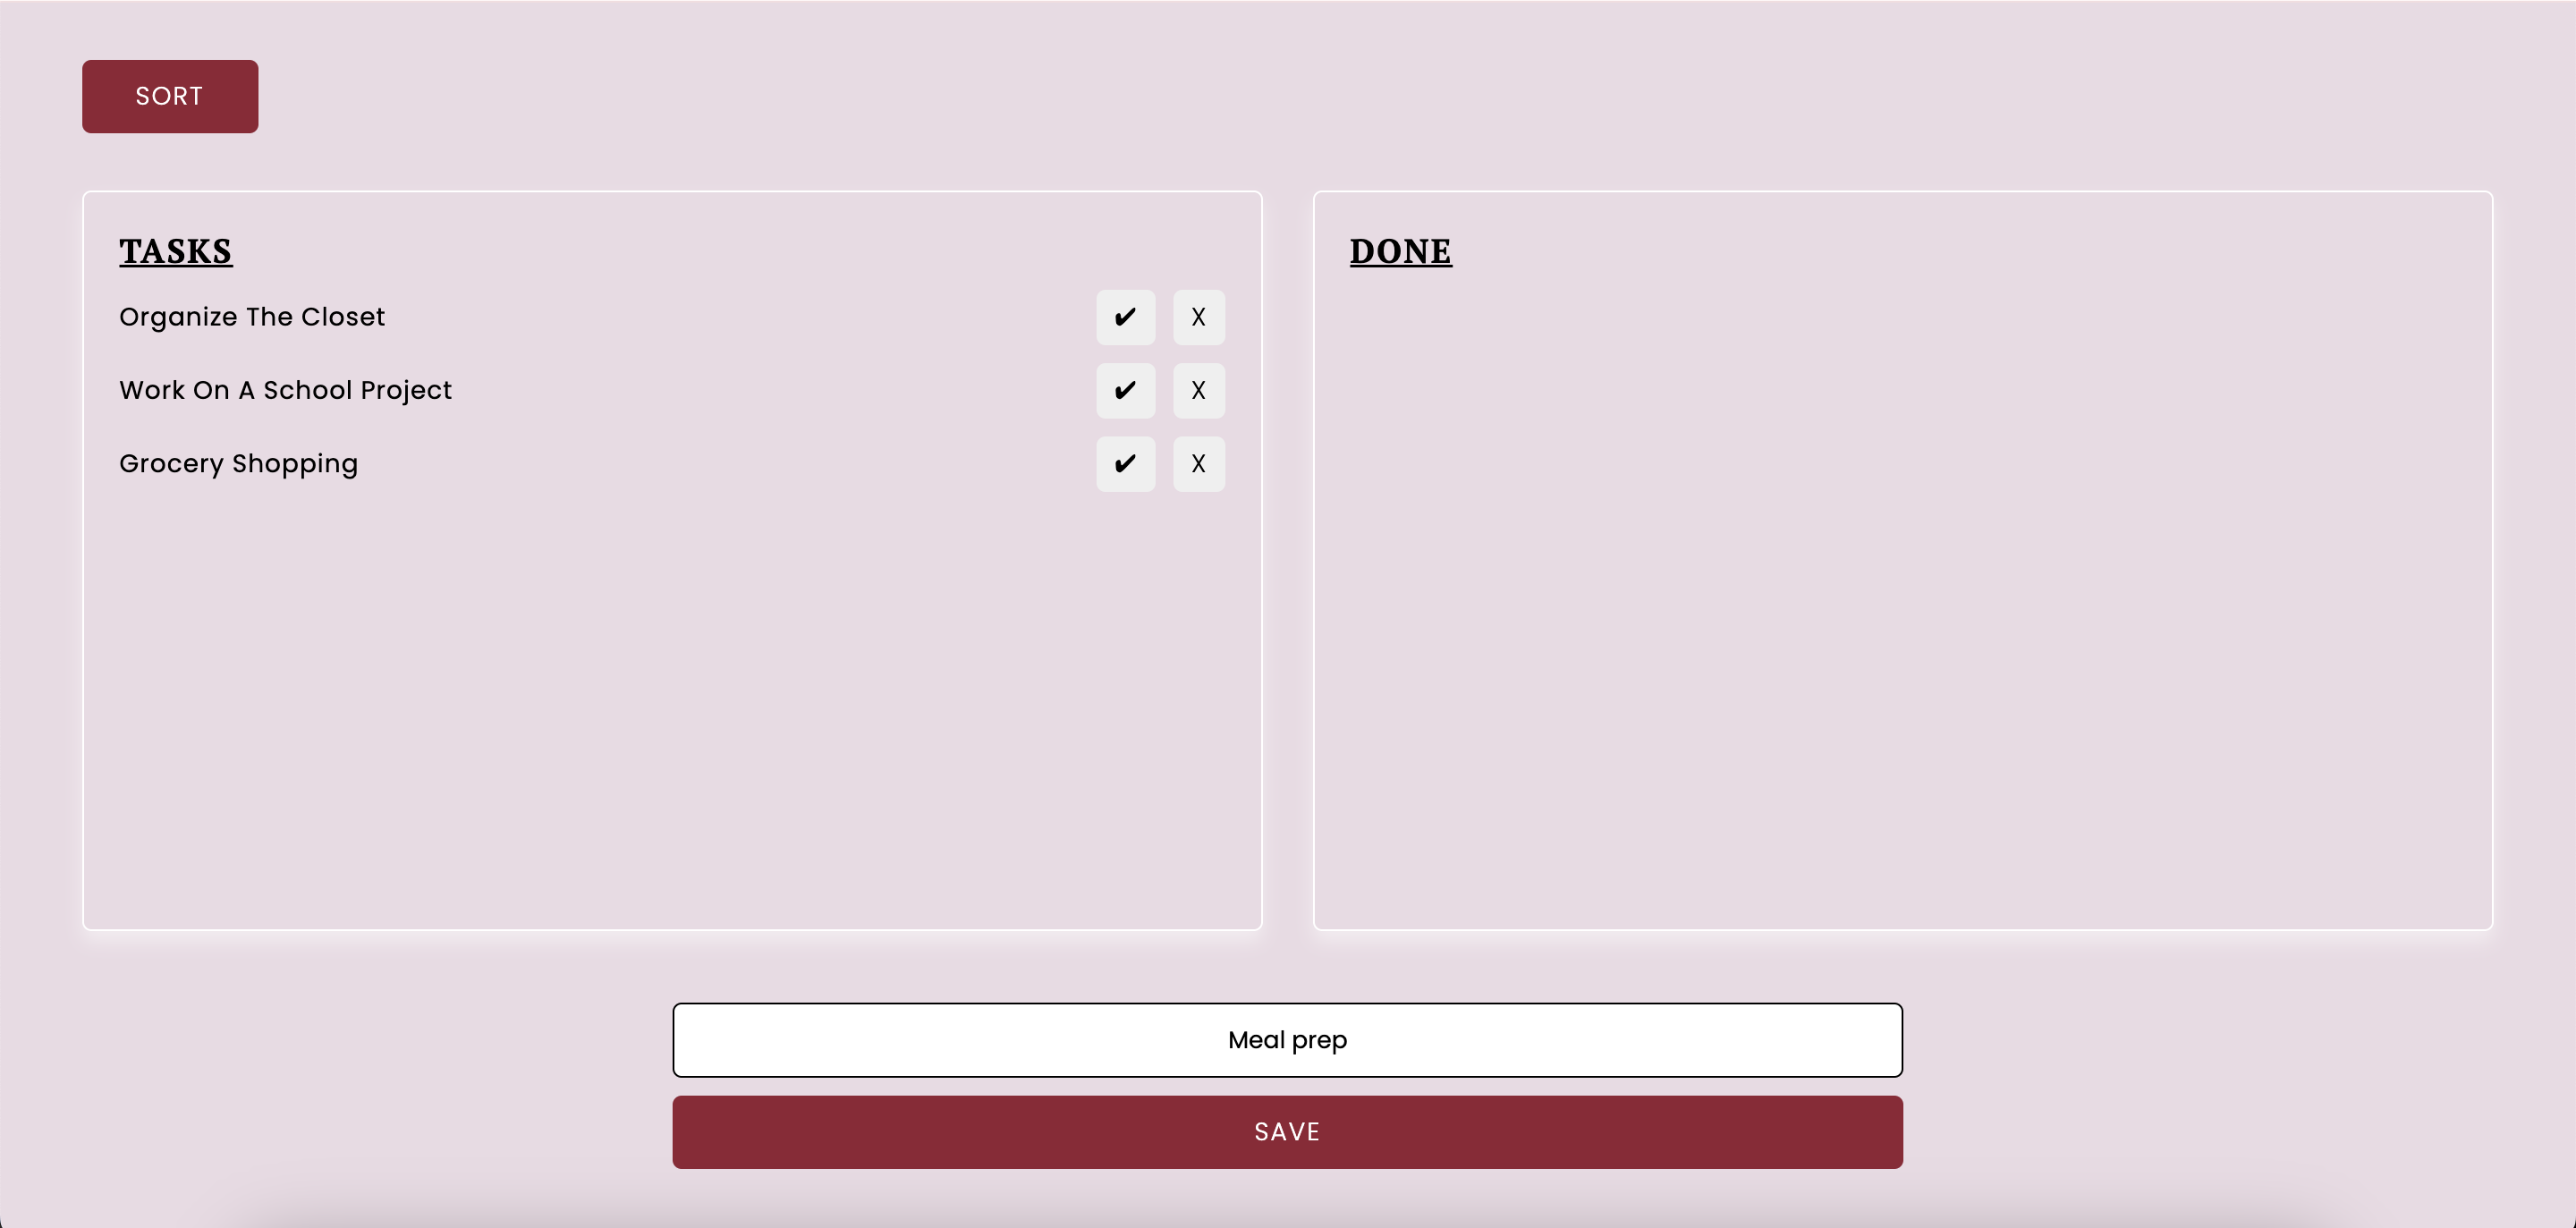 SORT
TASKS
Organize The Closet ✔ X
Work On A School Project ✔ X
Grocery Shopping ✔ X
DONE
Meal prep
SAVE